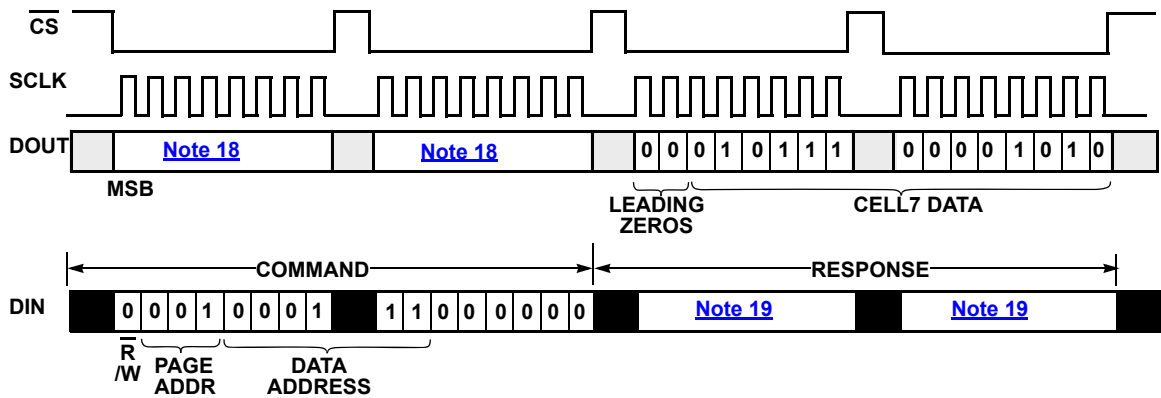 CS
SCLK
DOUT Note 18 Note 18 0 0 0 1 0 1 1 1 0 0 0 0 1 0 1 0
MSB
LEADING
ZEROS
CELL7 DATA
COMMAND RESPONSE
DIN 0 0 0 1 0 0 0 1 1 1 0 0 0 0 0 0 Note 19 Note 19
R
/W
PAGE
ADDR
DATA
ADDRESS